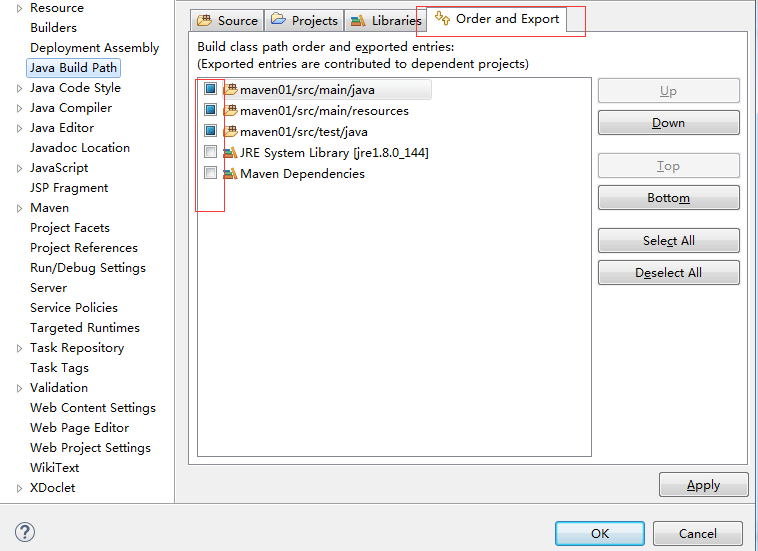 Resource
Builders
Deployment Assembly
Java Build Path
Java Code Style
Java Compiler
Java Editor
Javadoc Location
JavaScript
JSP Fragment
Maven
Project Facets
Project References
Run/Debug Settings
Server
Service Policies
Targeted Runtimes
Task Repository
Task Tags
Validation
Web Content Settings
Web Page Editor
Web Project Settings
WikiText
XDoclet
Source Projects Libraries Order and Export
Build class path order and exported entries:
(Exported entries are contributed to dependent projects)
maven01/src/main/java
maven01/src/main/resources
maven01/src/test/java
JRE System Library [jre1.8.0_144]
Maven Dependencies
Up
Down
Top
Bottom
Select All
Deselect All
Apply
?
OK Cancel